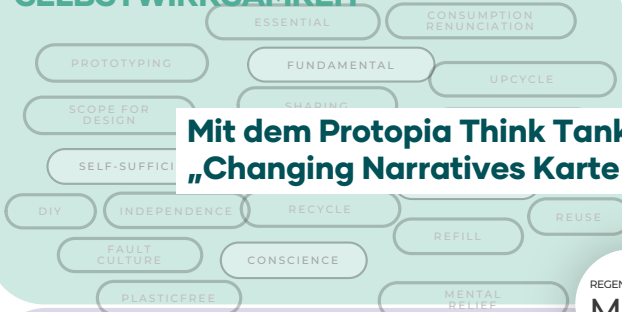 SELBSTWIRKSAMKEIT
ESSENTIAL
CONSUMPTION
RENUNCIATION
PROTOTYPING
FUNDAMENTAL
UPCYCLE
SCOPE FOR
DESIGN
SHARING
Mit dem Protopia Think Tank
SELF-SUFFICI
„Changing Narratives Karte
DIY
INDEPENDENCE
RECYCLE
REUSE
REFILL
FAULT
CULTURE
CONSCIENCE
REGEN
PLASTICFREE
MENTAL
RELIEF
M